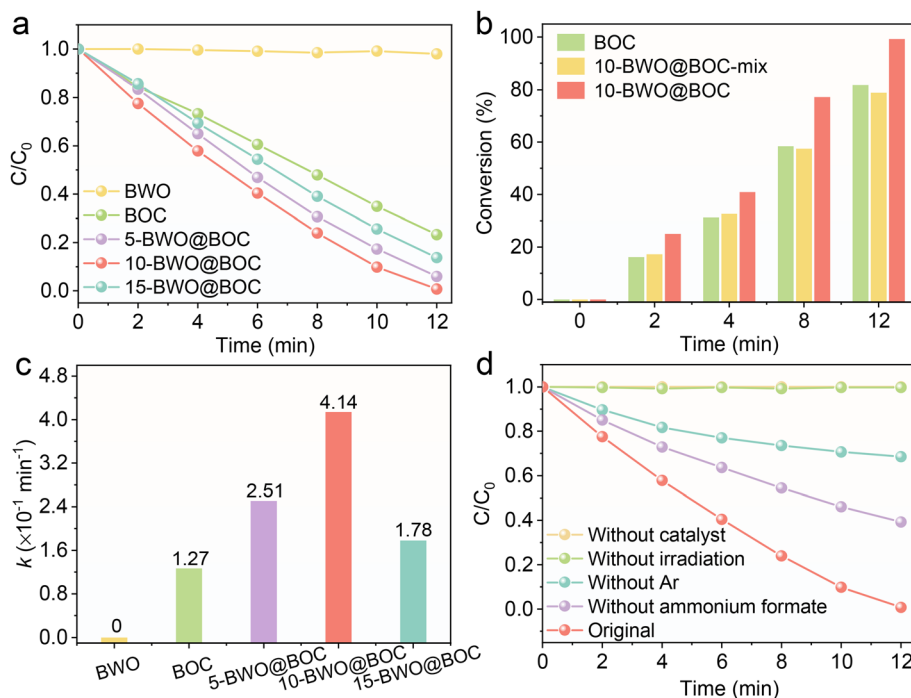 a
C/C₀
1.0
0.8
0.6
0.4
0.2
0.0
BWO
BOC
5-BWO@BOC
10-BWO@BOC
15-BWO@BOC
0 2 4 6 8 10 12
Time (min)
b
Conversion (%)
100
80
60
40
20
0
BOC
10-BWO@BOC-mix
10-BWO@BOC
0 2 4 8 12
Time (min)
c
k (×10⁻¹ min⁻¹)
4.8
4.0
3.2
2.4
1.6
0.8
0.0
0
1.27
2.51
4.14
1.78
BWO
BOC
5-BWO@BOC
10-BWO@BOC
15-BWO@BOC
d
C/C₀
1.0
0.8
0.6
0.4
0.2
0.0
Without catalyst
Without irradiation
Without Ar
Without ammonium formate
Original
0 2 4 6 8 10 12
Time (min)